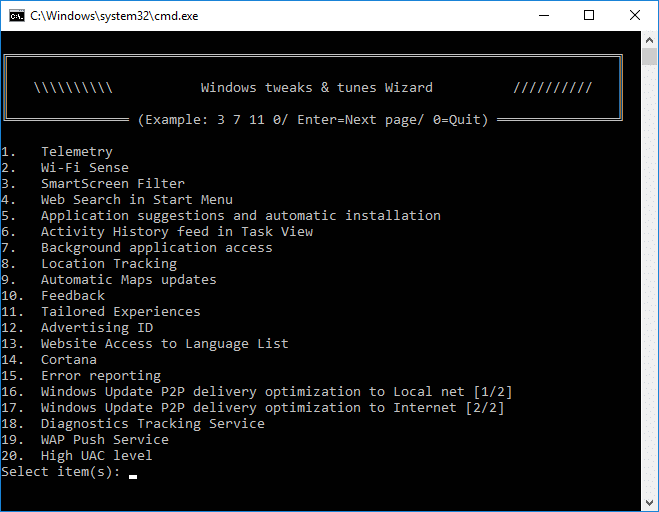 C:\Windows\system32\cmd.exe
\\\\\\\\\\ Windows tweaks & tunes Wizard //////////
(Example: 3 7 11 0/ Enter=Next page/ 0=Quit)
1. Telemetry
2. Wi-Fi Sense
3. SmartScreen Filter
4. Web Search in Start Menu
5. Application suggestions and automatic installation
6. Activity History feed in Task View
7. Background application access
8. Location Tracking
9. Automatic Maps updates
10. Feedback
11. Tailored Experiences
12. Advertising ID
13. Website Access to Language List
14. Cortana
15. Error reporting
16. Windows Update P2P delivery optimization to Local net [1/2]
17. Windows Update P2P delivery optimization to Internet [2/2]
18. Diagnostics Tracking Service
19. WAP Push Service
20. High UAC level
Select item(s):